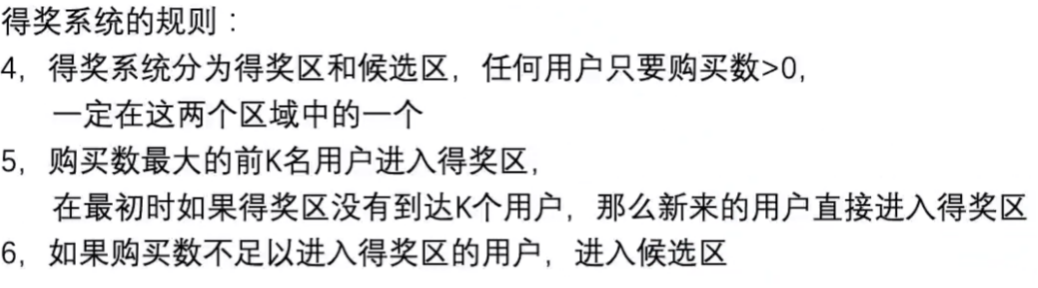 得奖系统的规则：
4，得奖系统分为得奖区和候选区，任何用户只要购买数>0，
一定在这两个区域中的一个
5，购买数最大的前K名用户进入得奖区，
在最初时如果得奖区没有到达K个用户，那么新来的用户直接进入得奖区
6，如果购买数不足以进入得奖区的用户，进入候选区